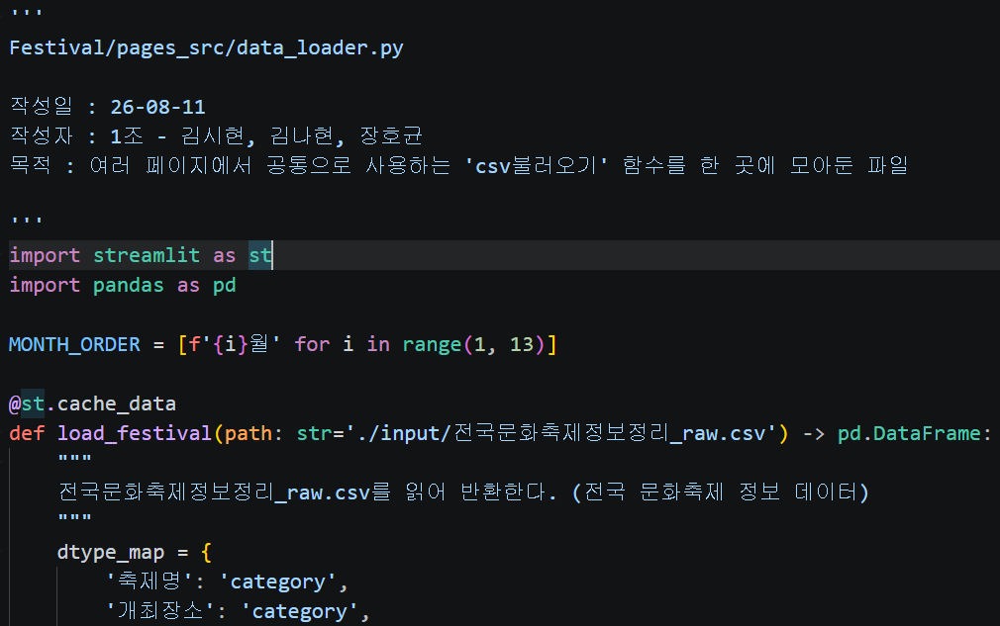 '''
Festival/pages_src/data_loader.py
작성일 : 26-08-11
작성자 : 1조 - 김시현, 김나현, 장호균
목적 : 여러 페이지에서 공통으로 사용하는 'csv불러오기' 함수를 한 곳에 모아둔 파일
'''
import streamlit as st
import pandas as pd
MONTH_ORDER = [f'{i}월' for i in range(1, 13)]
@st.cache_data
def load_festival(path: str='./input/전국문화축제정보정리_raw.csv') -> pd.DataFrame:
"""
전국문화축제정보정리_raw.csv를 읽어 반환한다. (전국 문화축제 정보 데이터)
"""
dtype_map = {
'축제명': 'category',
'개최장소': 'category',